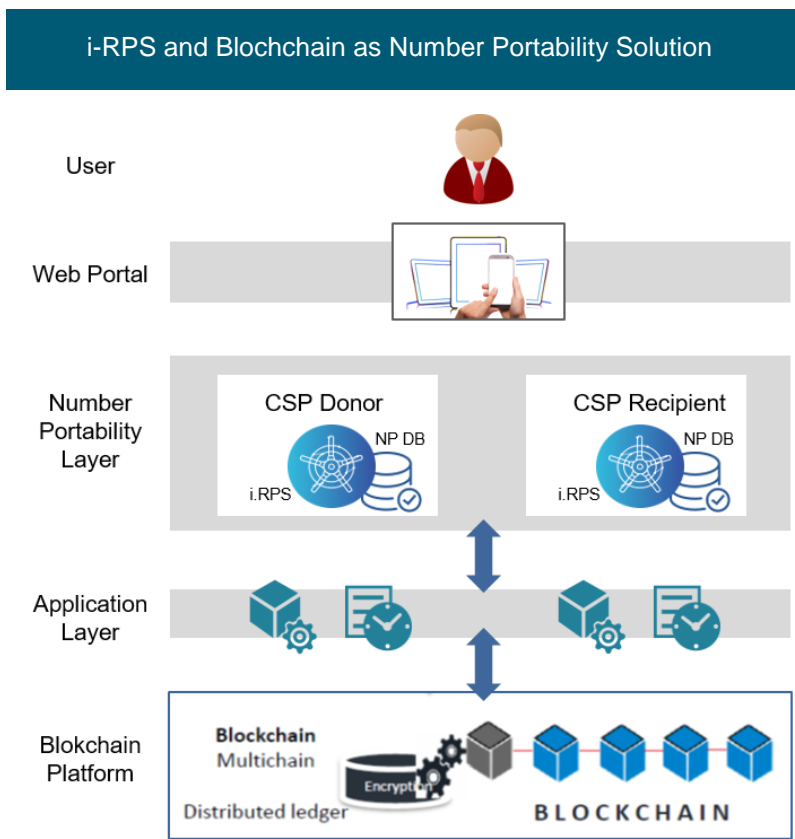 i-RPS and Blochchain as Number Portability Solution
User
Web Portal
Number
Portability
Layer
CSP Donor
NP DB
i.RPS
CSP Recipient
NP DB
i.RPS
Application
Layer
Blokchain
Platform
Blockchain
Multichain
Encryption
Distributed ledger
BLOCKCHAIN